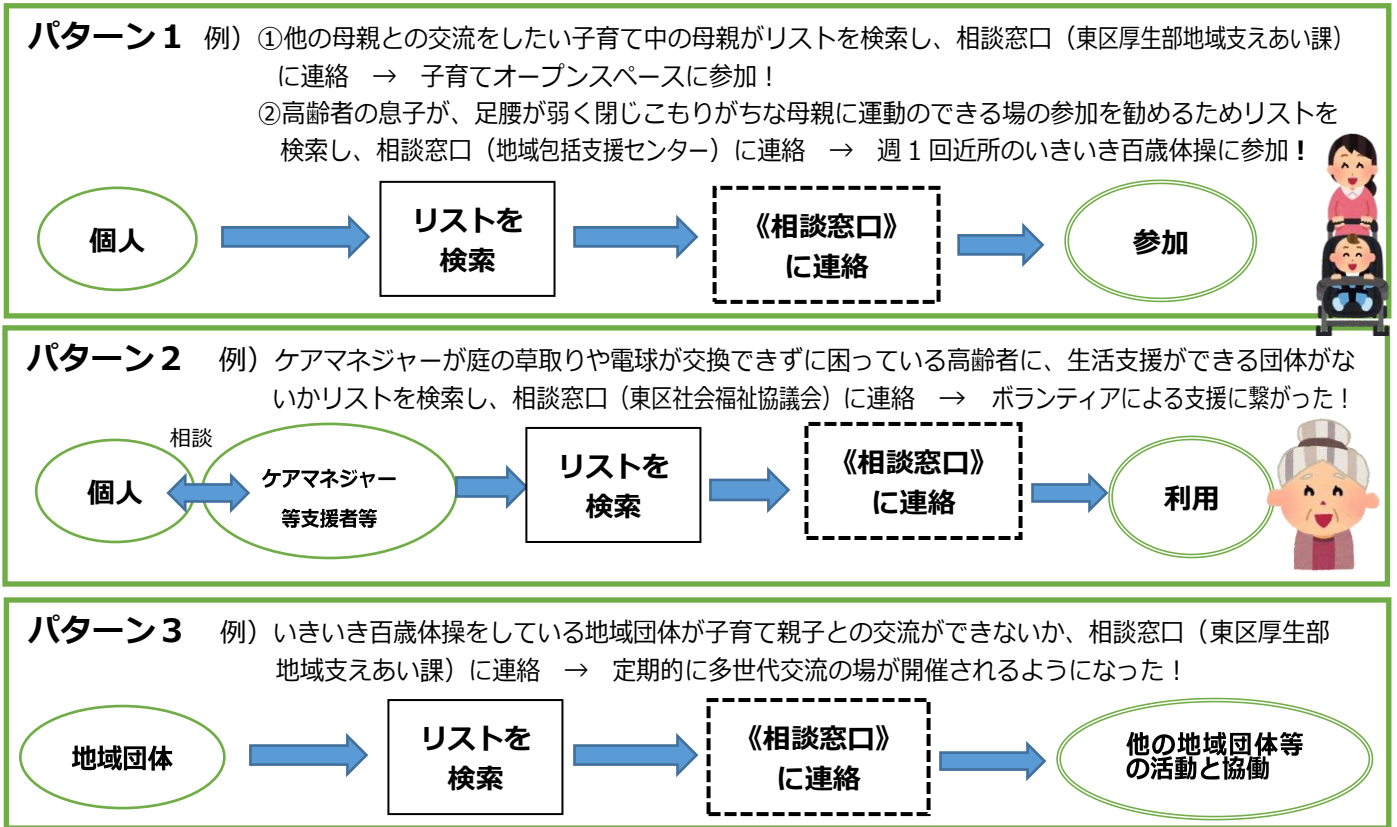 パターン１ 例）①他の母親との交流をしたい子育て中の母親がリストを検索し、相談窓口（東区厚生部地域支えあい課）
に連絡　→　子育てオープンスペースに参加！
②高齢者の息子が、足腰が弱く閉じこもりがちな母親に運動のできる場の参加を勧めるためリストを
検索し、相談窓口（地域包括支援センター）に連絡　→　週１回近所のいきいき百歳体操に参加！
個人
リストを
検索
《相談窓口》
に連絡
参加
パターン２ 例）ケアマネジャーが庭の草取りや電球が交換できずに困っている高齢者に、生活支援ができる団体がな
いかリストを検索し、相談窓口（東区社会福祉協議会）に連絡　→　ボランティアによる支援に繋がった！
相談
個人
ケアマネジャー
等支援者等
リストを
検索
《相談窓口》
に連絡
利用
パターン３ 例）いきいき百歳体操をしている地域団体が子育て親子との交流ができないか、相談窓口（東区厚生部
地域支えあい課）に連絡　→　定期的に多世代交流の場が開催されるようになった！
地域団体
リストを
検索
《相談窓口》
に連絡
他の地域団体等
の活動と協働